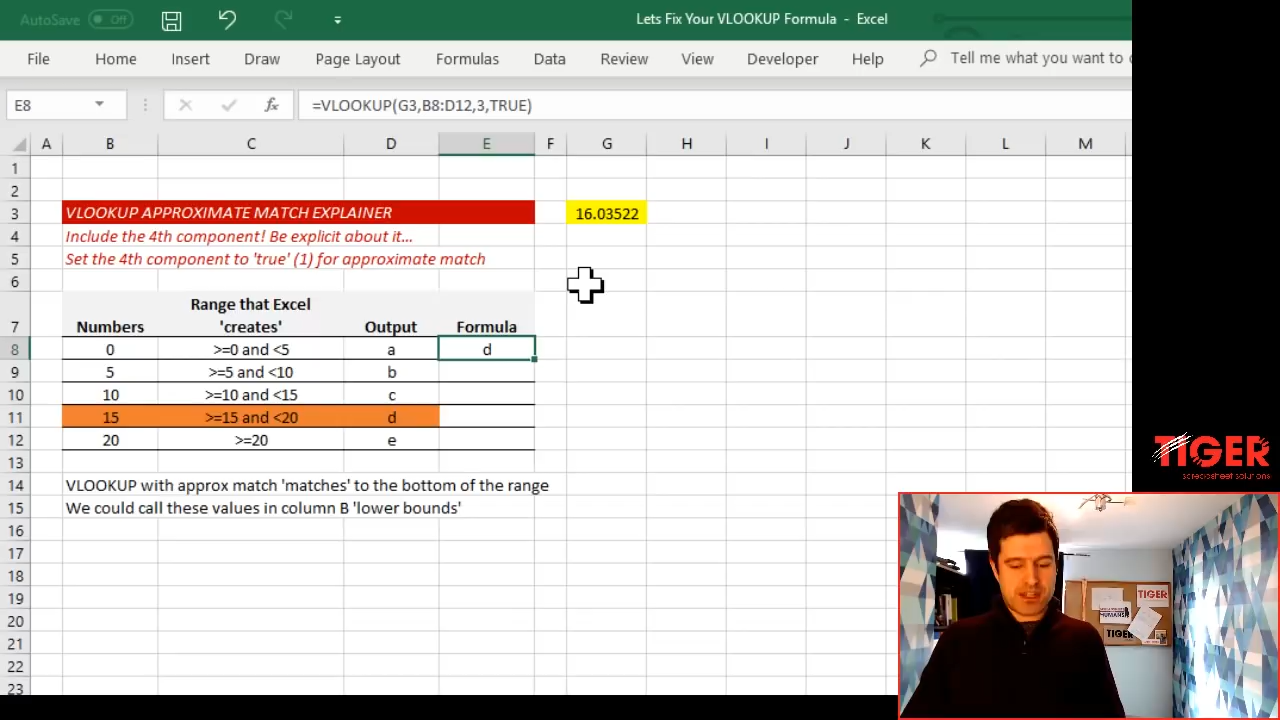 AutoSave Off
Lets Fix Your VLOOKUP Formula - Excel
File Home Insert Draw Page Layout Formulas Data Review View Developer Help Tell me what you want to
E8 fx =VLOOKUP(G3,B8:D12,3,TRUE)
A B C D E F G H I J K L M
1
2
3 VLOOKUP APPROXIMATE MATCH EXPLAINER 16.03522
4 Include the 4th component! Be explicit about it...
5 Set the 4th component to 'true' (1) for approximate match
6
Range that Excel
7 Numbers 'creates' Output Formula
8 0 >=0 and <5 a d
9 5 >=5 and <10 b
10 10 >=10 and <15 c
11 15 >=15 and <20 d
12 20 >=20 e
13
14 VLOOKUP with approx match 'matches' to the bottom of the range
15 We could call these values in column B 'lower bounds'
16
17
18
19
20
21
22
23
TIGER
spreadsheet solutions
TIGER
HUMANS
TIGER